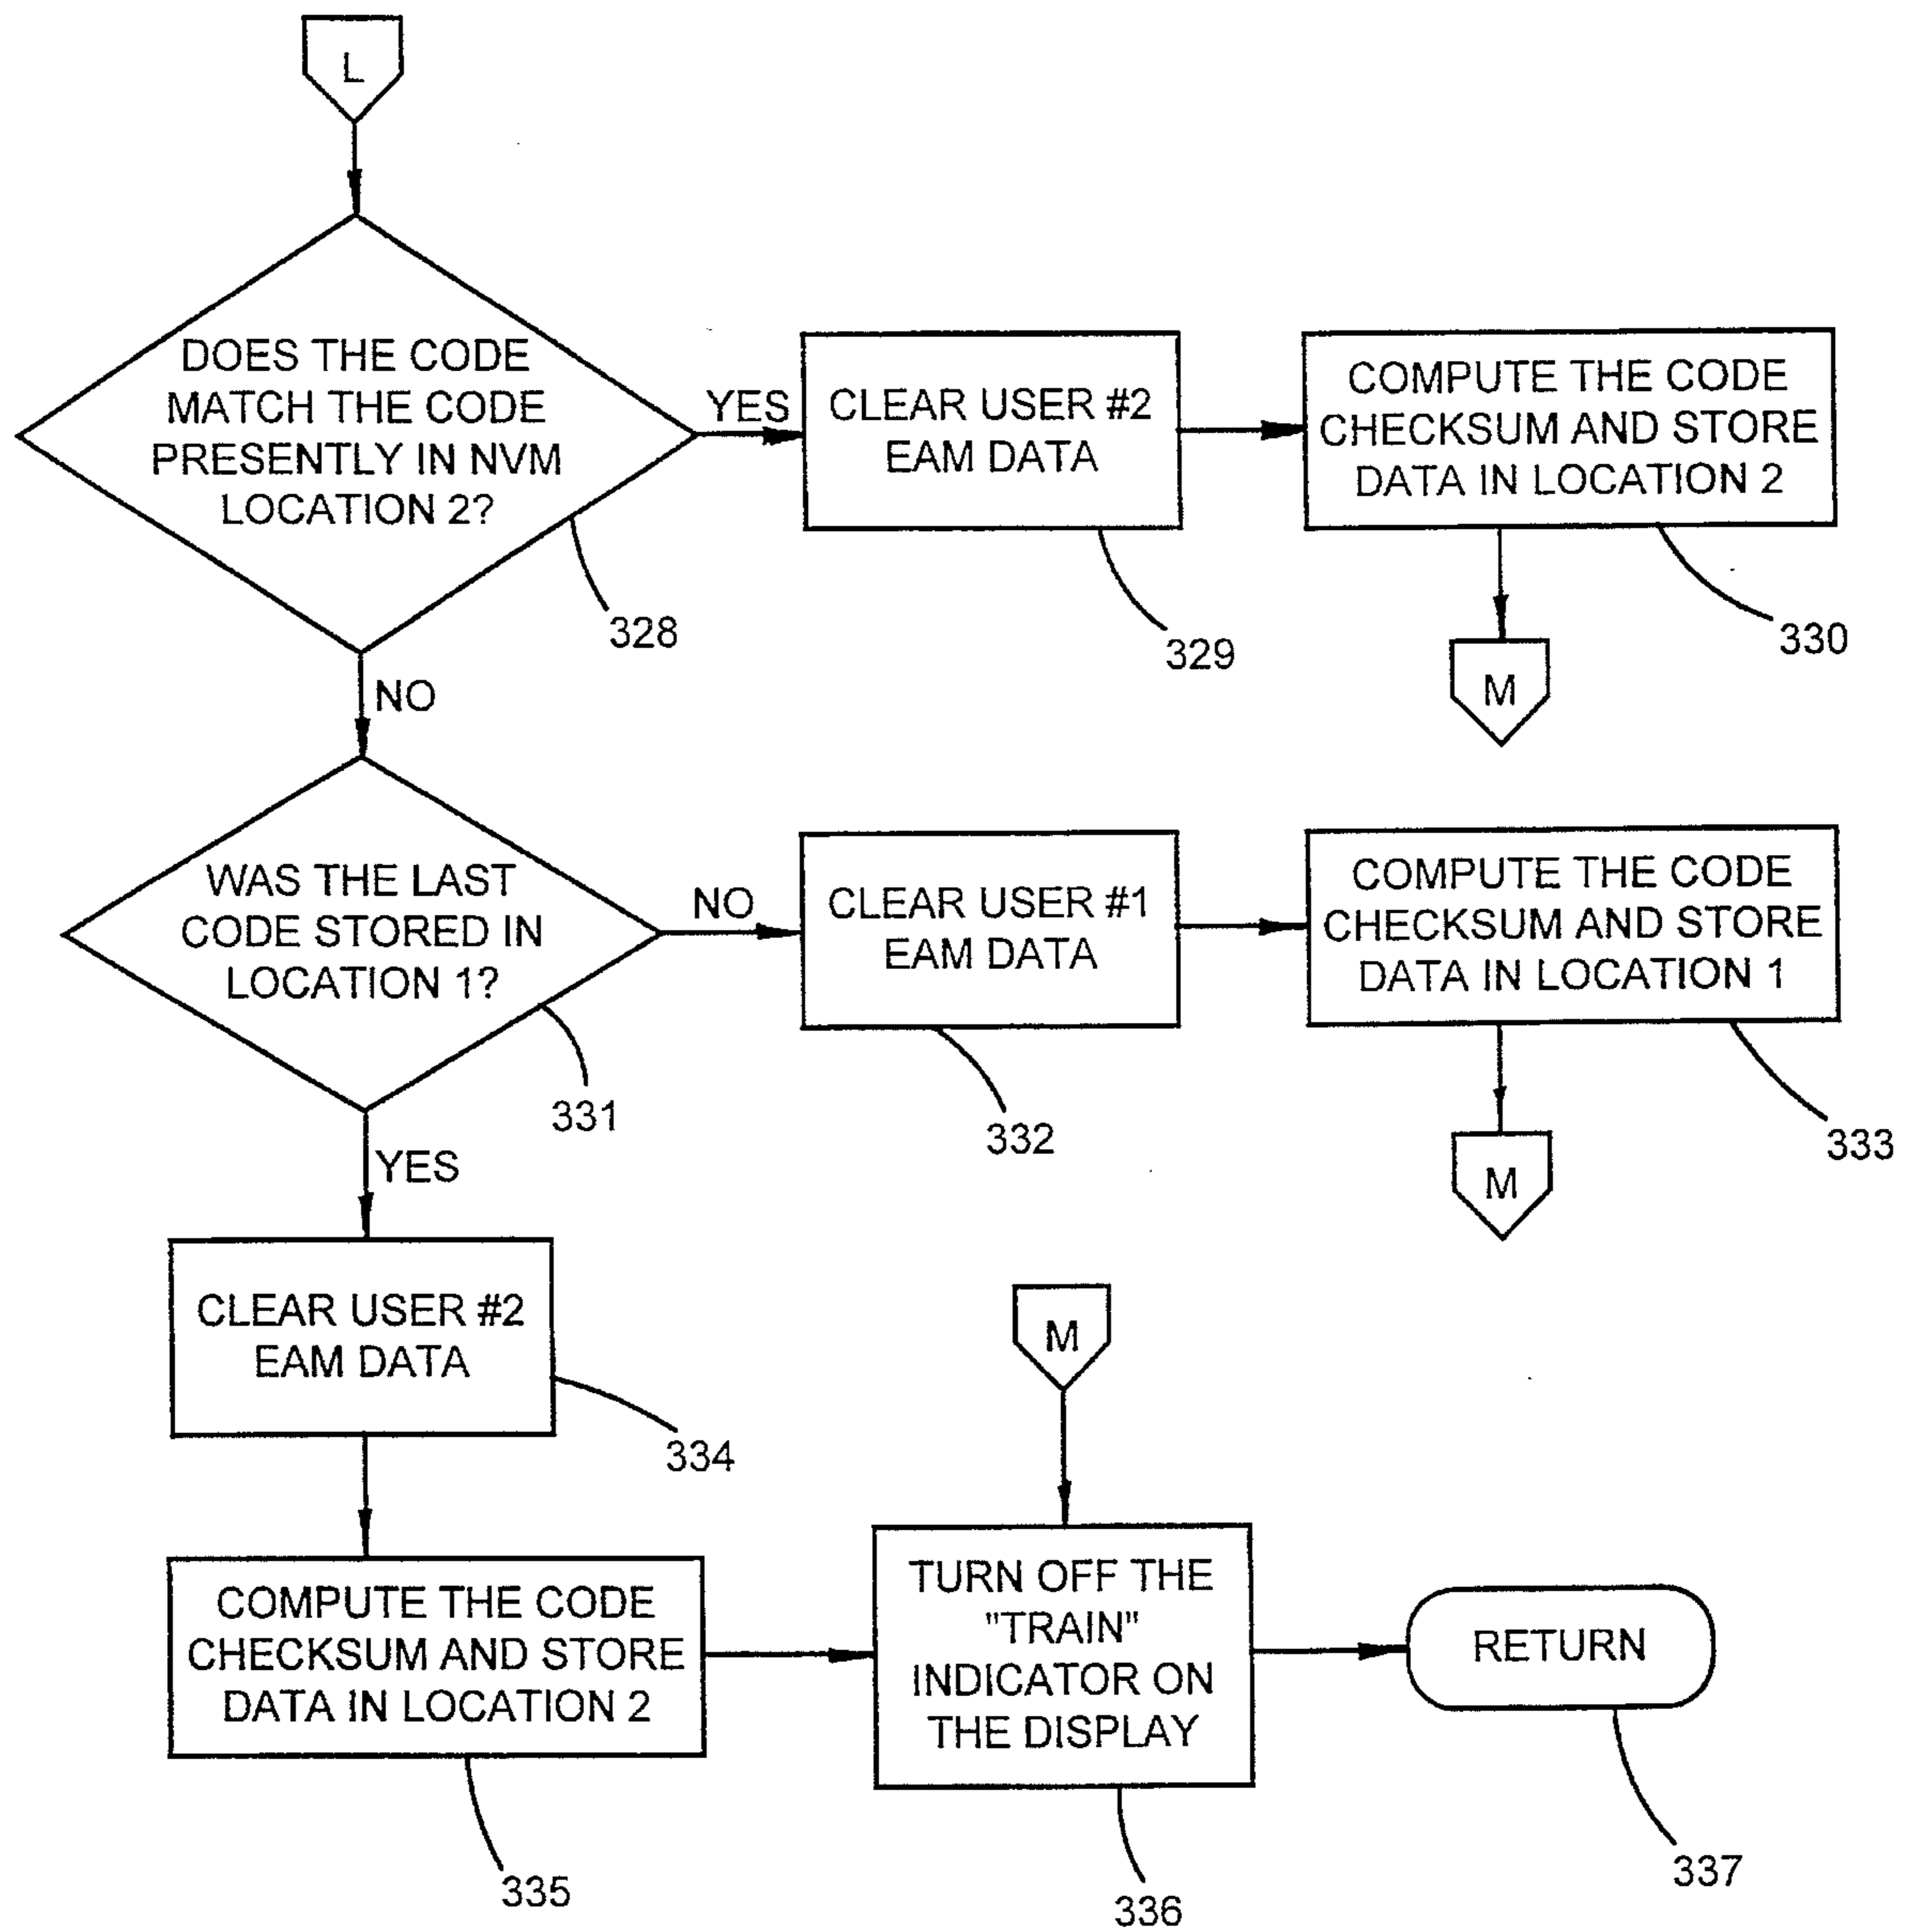 L
DOES THE CODE
MATCH THE CODE
PRESENTLY IN NVM
LOCATION 2?
328
YES
CLEAR USER #2
EAM DATA
329
COMPUTE THE CODE
CHECKSUM AND STORE
DATA IN LOCATION 2
330
M
NO
WAS THE LAST
CODE STORED IN
LOCATION 1?
331
NO
CLEAR USER #1
EAM DATA
332
COMPUTE THE CODE
CHECKSUM AND STORE
DATA IN LOCATION 1
333
M
YES
CLEAR USER #2
EAM DATA
334
COMPUTE THE CODE
CHECKSUM AND STORE
DATA IN LOCATION 2
335
M
TURN OFF THE
"TRAIN"
INDICATOR ON
THE DISPLAY
336
RETURN
337